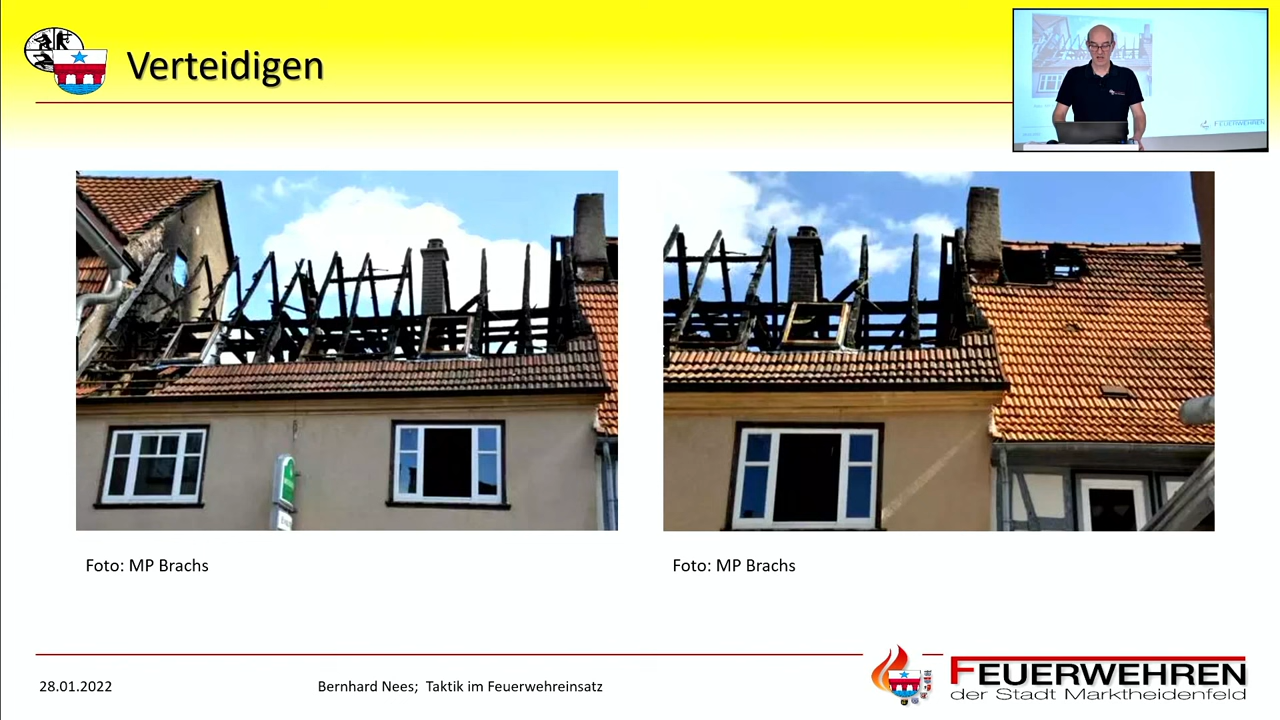 Verteidigen
FEUERWEHREN
Foto: MP Brachs
Foto: MP Brachs
28.01.2022
Bernhard Nees; Taktik im Feuerwehreinsatz
FEUERWEHREN
der Stadt Marktheidenfeld